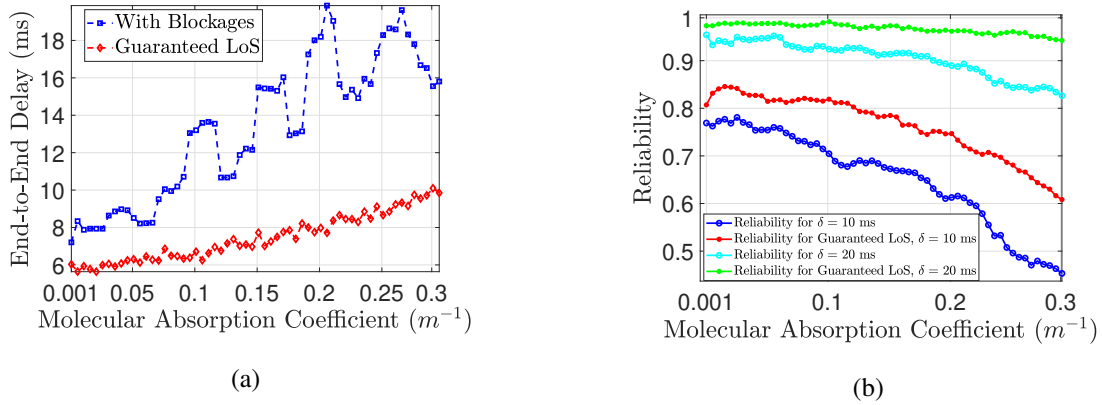 With Blockages
Guaranteed LoS
End-to-End Delay (ms)
18
16
14
12
10
8
6
0.001 0.05 0.1 0.15 0.2 0.25 0.3
Molecular Absorption Coefficient (m⁻¹)
(a)
Reliability
1
0.9
0.8
0.7
0.6
0.5
Reliability for δ = 10 ms
Reliability for Guaranteed LoS, δ = 10 ms
Reliability for δ = 20 ms
Reliability for Guaranteed LoS, δ = 20 ms
0.001 0.1 0.2 0.3
Molecular Absorption Coefficient (m⁻¹)
(b)